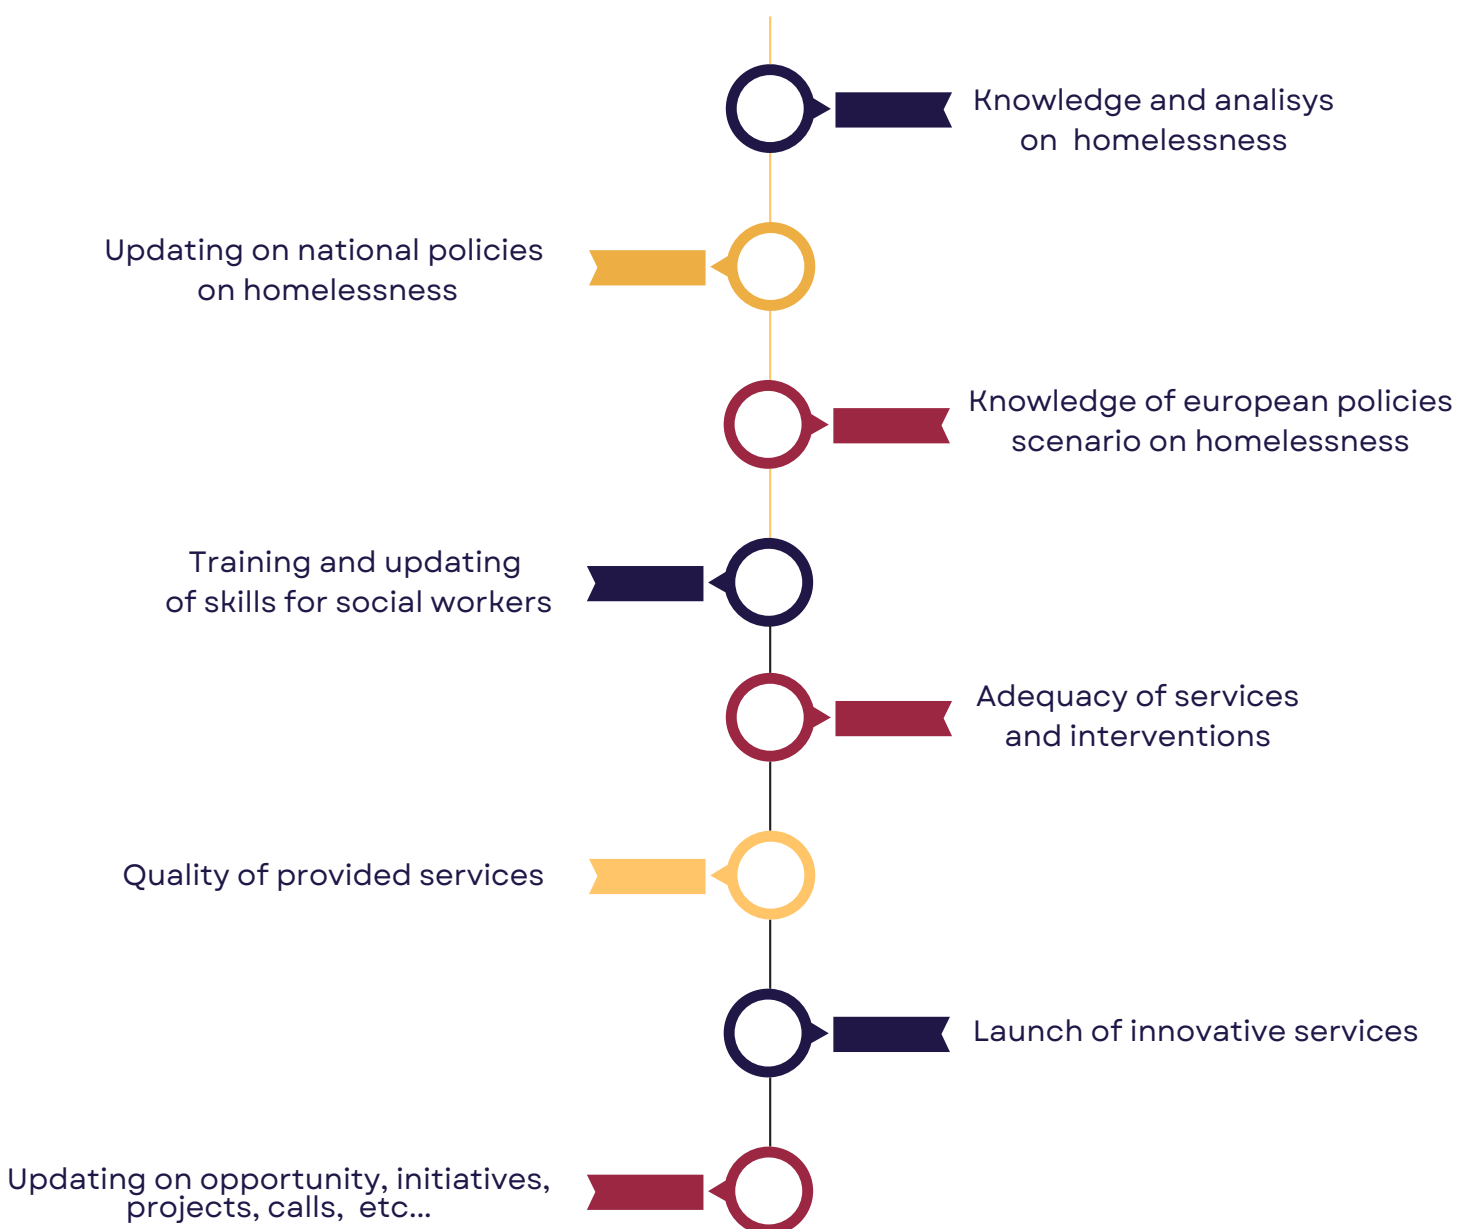 Knowledge and analisys
on homelessness
Updating on national policies
on homelessness
Knowledge of european policies
scenario on homelessness
Training and updating
of skills for social workers
Adequacy of services
and interventions
Quality of provided services
Launch of innovative services
Updating on opportunity, initiatives,
projects, calls, etc...